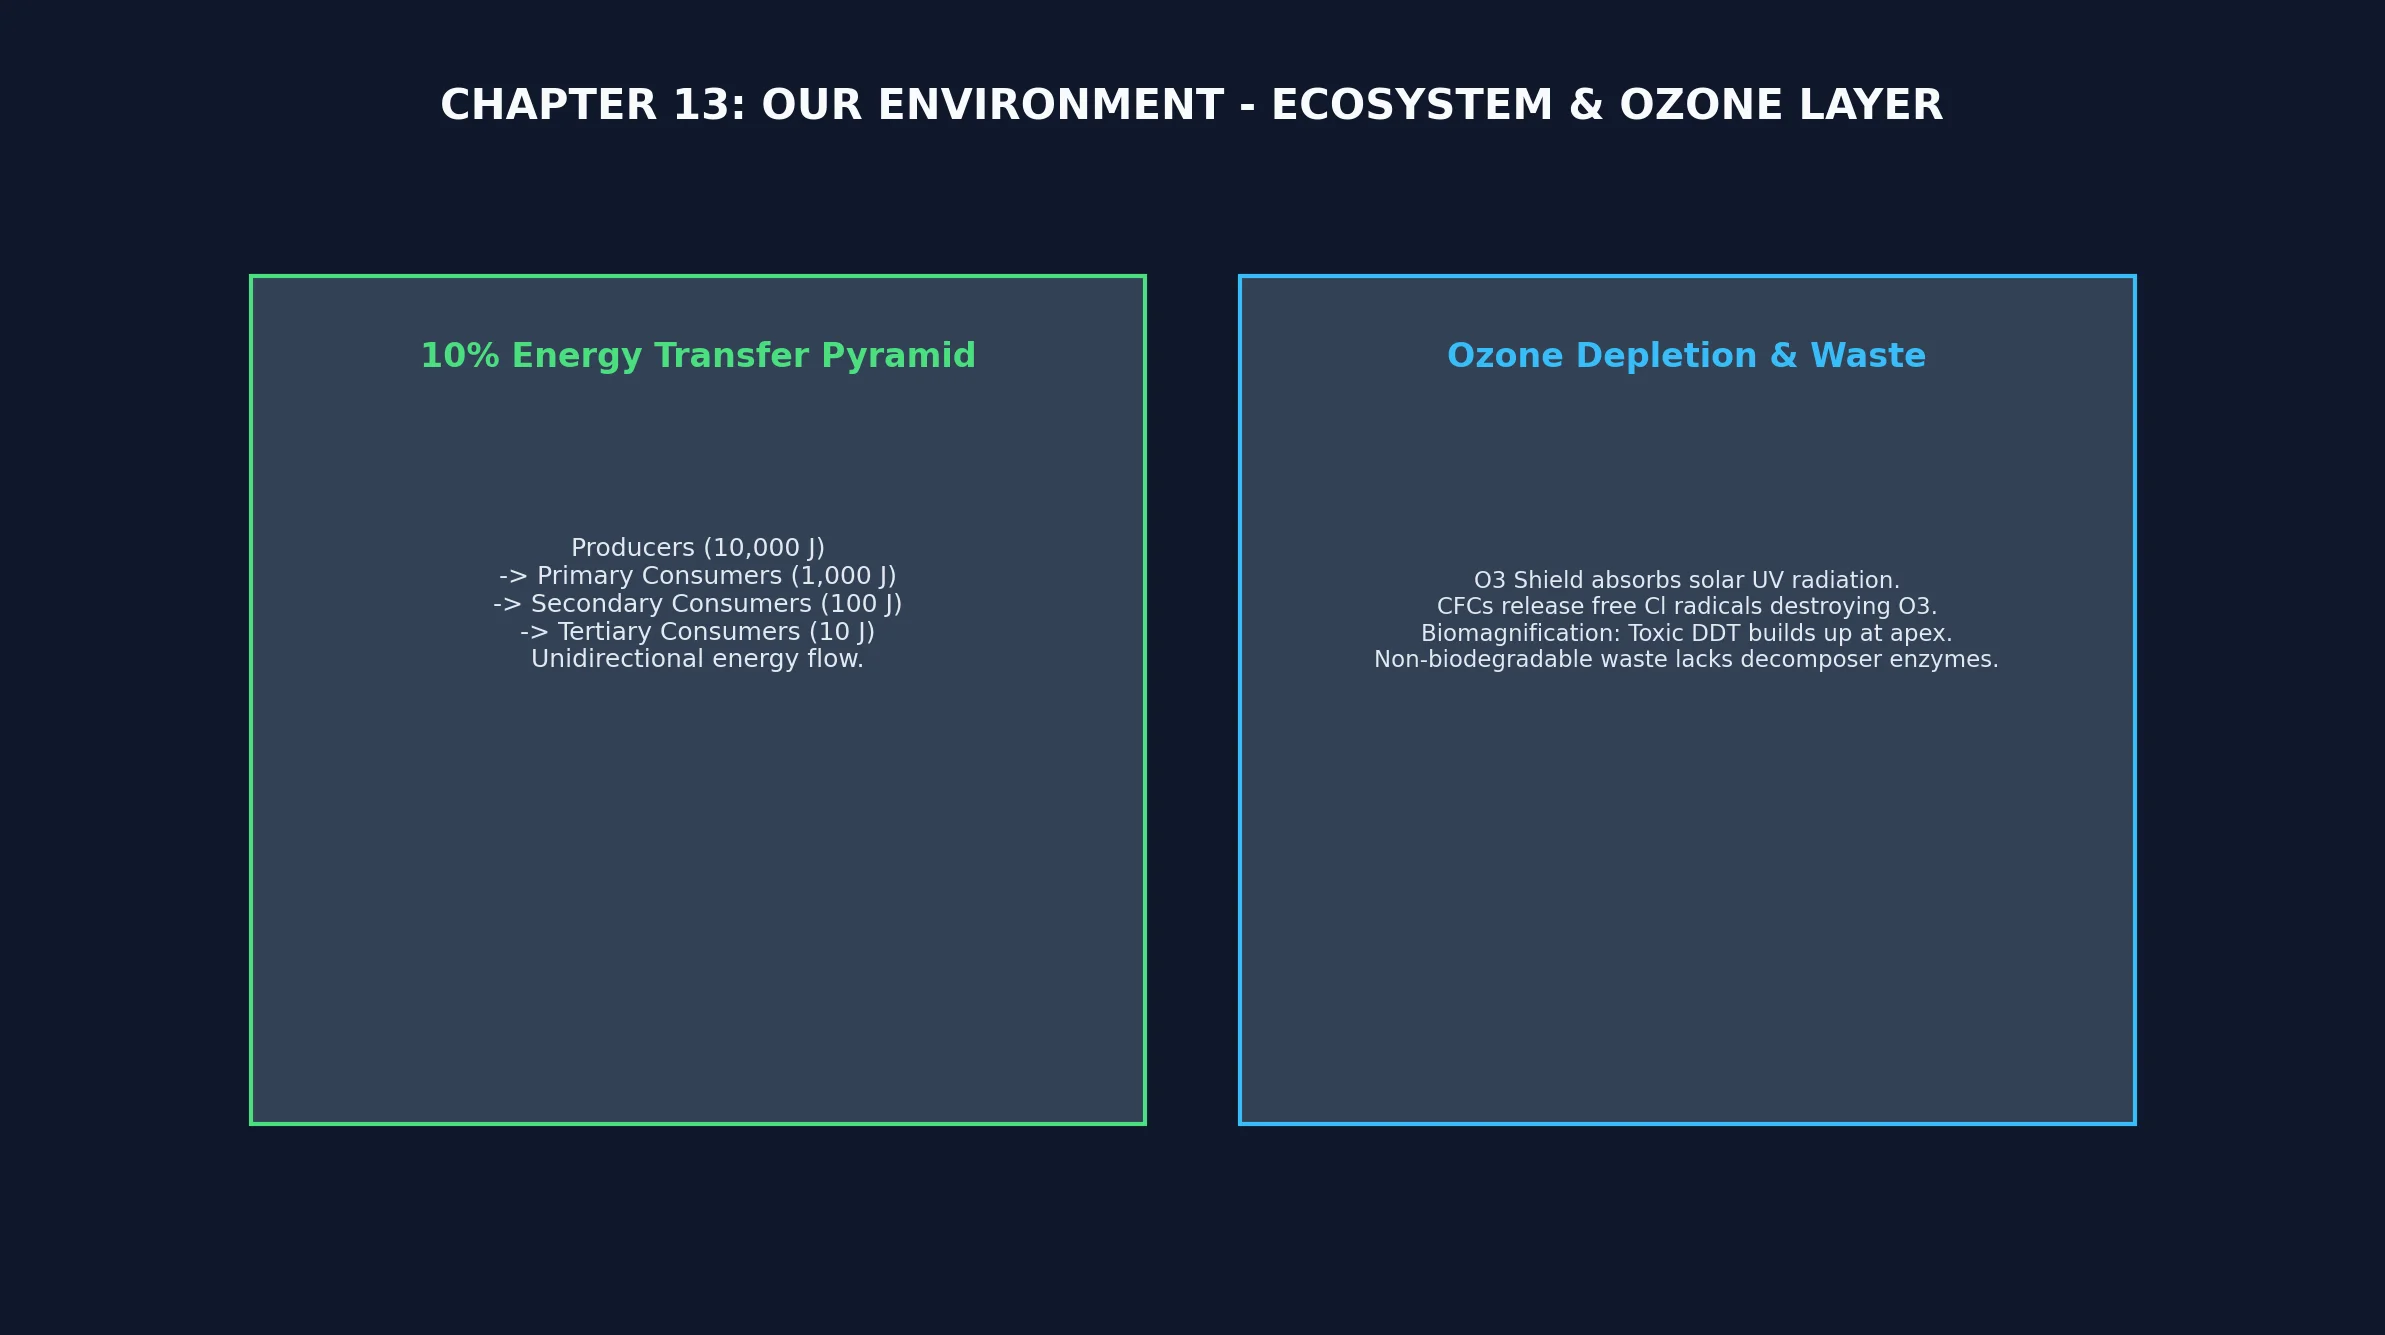 CHAPTER 13: OUR ENVIRONMENT - ECOSYSTEM & OZONE LAYER
10% Energy Transfer Pyramid
Producers (10,000 J)
-> Primary Consumers (1,000 J)
-> Secondary Consumers (100 J)
-> Tertiary Consumers (10 J)
Unidirectional energy flow.
Ozone Depletion & Waste
O3 Shield absorbs solar UV radiation.
CFCs release free Cl radicals destroying O3.
Biomagnification: Toxic DDT builds up at apex.
Non-biodegradable waste lacks decomposer enzymes.